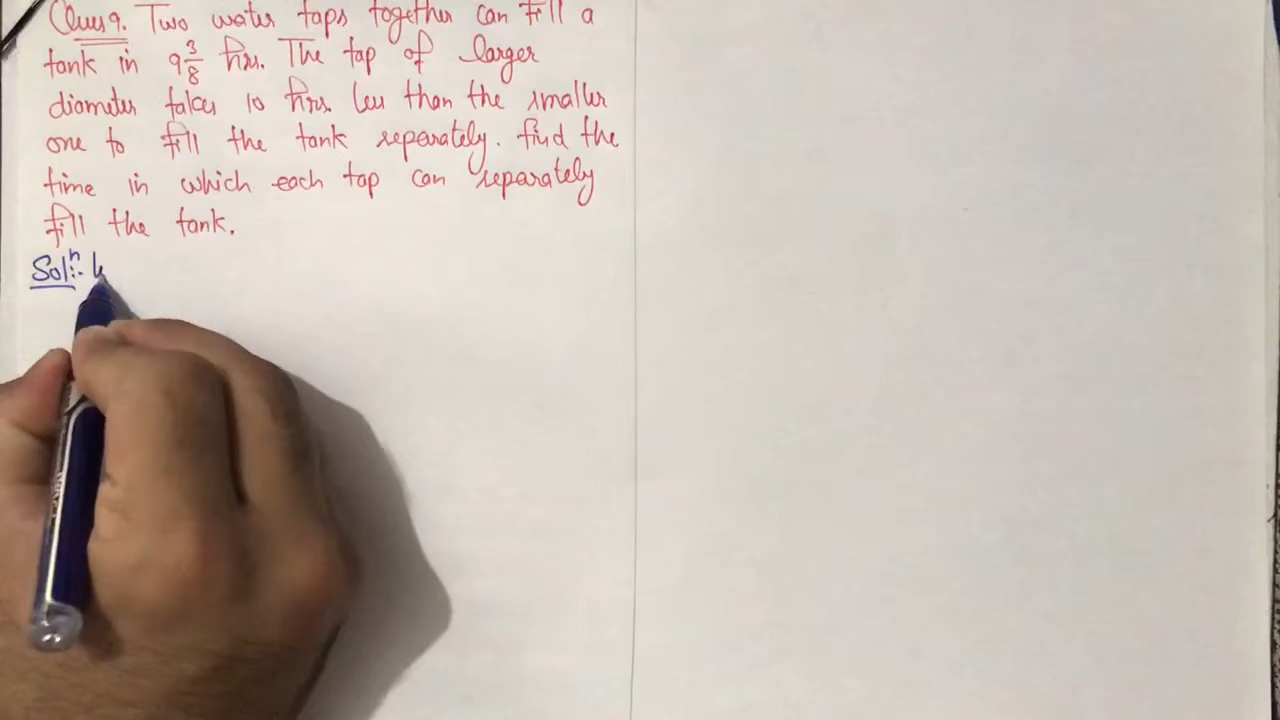 Ques 9. Two water taps together can fill a
tank in 9 3/8 hrs. The tap of larger
diameter takes 10 hrs. less than the smaller
one to fill the tank separately. find the
time in which each tap can separately
fill the tank.
Solⁿ:-